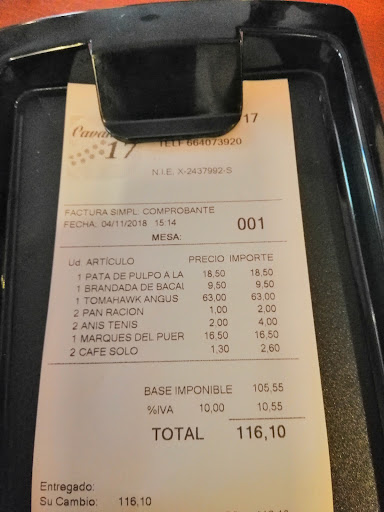 17
17
TELF 664073920
N.I.E. X-2437992-S
FACTURA SIMPL. COMPROBANTE
FECHA: 04/11/2018 15:14
MESA: 001
Ud. ARTÍCULO PRECIO IMPORTE
1 PATA DE PULPO A LA 18,50 18,50
1 BRANDADA DE BACAL 9,50 9,50
1 TOMAHAWK ANGUS 63,00 63,00
2 PAN RACION 1,00 2,00
2 ANIS TENIS 2,00 4,00
1 MARQUES DEL PUER 16,50 16,50
2 CAFE SOLO 1,30 2,60
BASE IMPONIBLE 105,55
%IVA 10,00 10,55
TOTAL 116,10
Entregado:
Su Cambio: 116,10